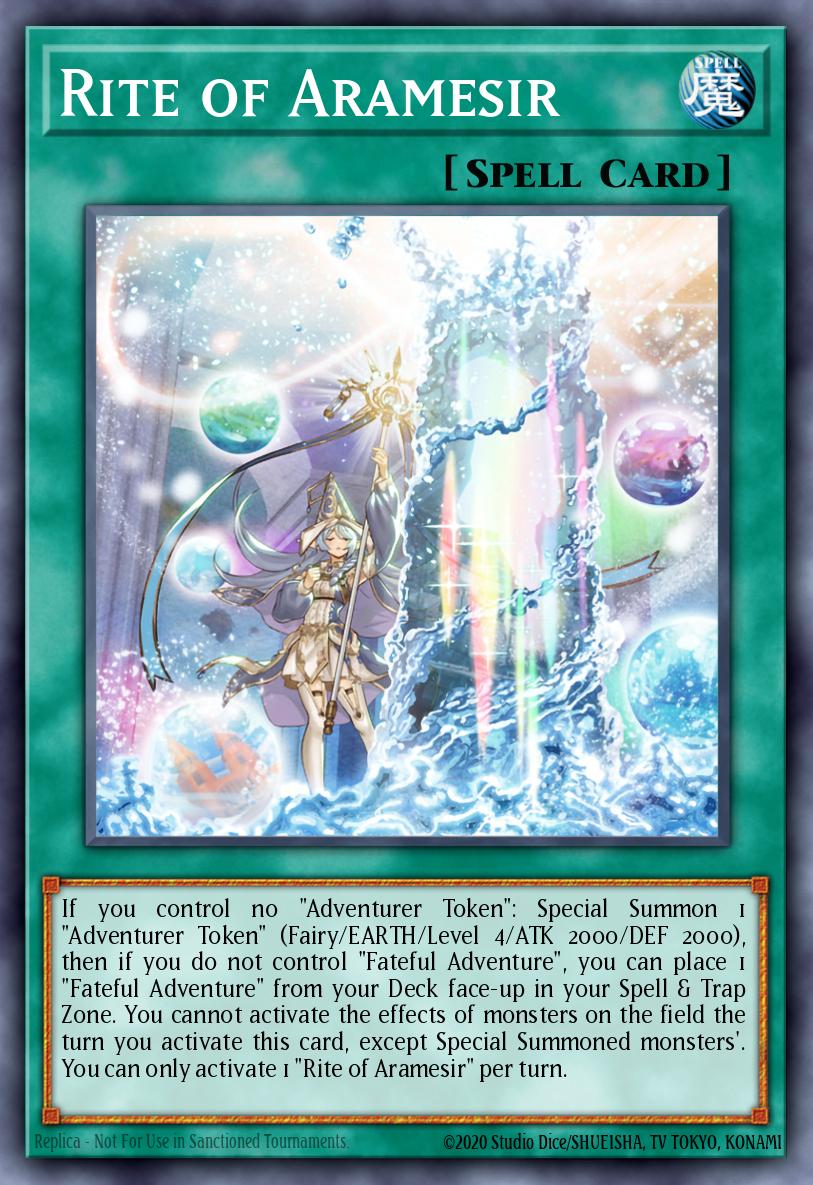 Rite of Aramesir
SPELL
魔
[Spell Card]
If you control no "Adventurer Token": Special Summon 1
"Adventurer Token" (Fairy/EARTH/Level 4/ATK 2000/DEF 2000),
then if you do not control "Fateful Adventure", you can place 1
"Fateful Adventure" from your Deck face-up in your Spell & Trap
Zone. You cannot activate the effects of monsters on the field the
turn you activate this card, except Special Summoned monsters'.
You can only activate 1 "Rite of Aramesir" per turn.
Replica - Not For Use in Sanctioned Tournaments.
©2020 Studio Dice/SHUEISHA, TV TOKYO, KONAMI